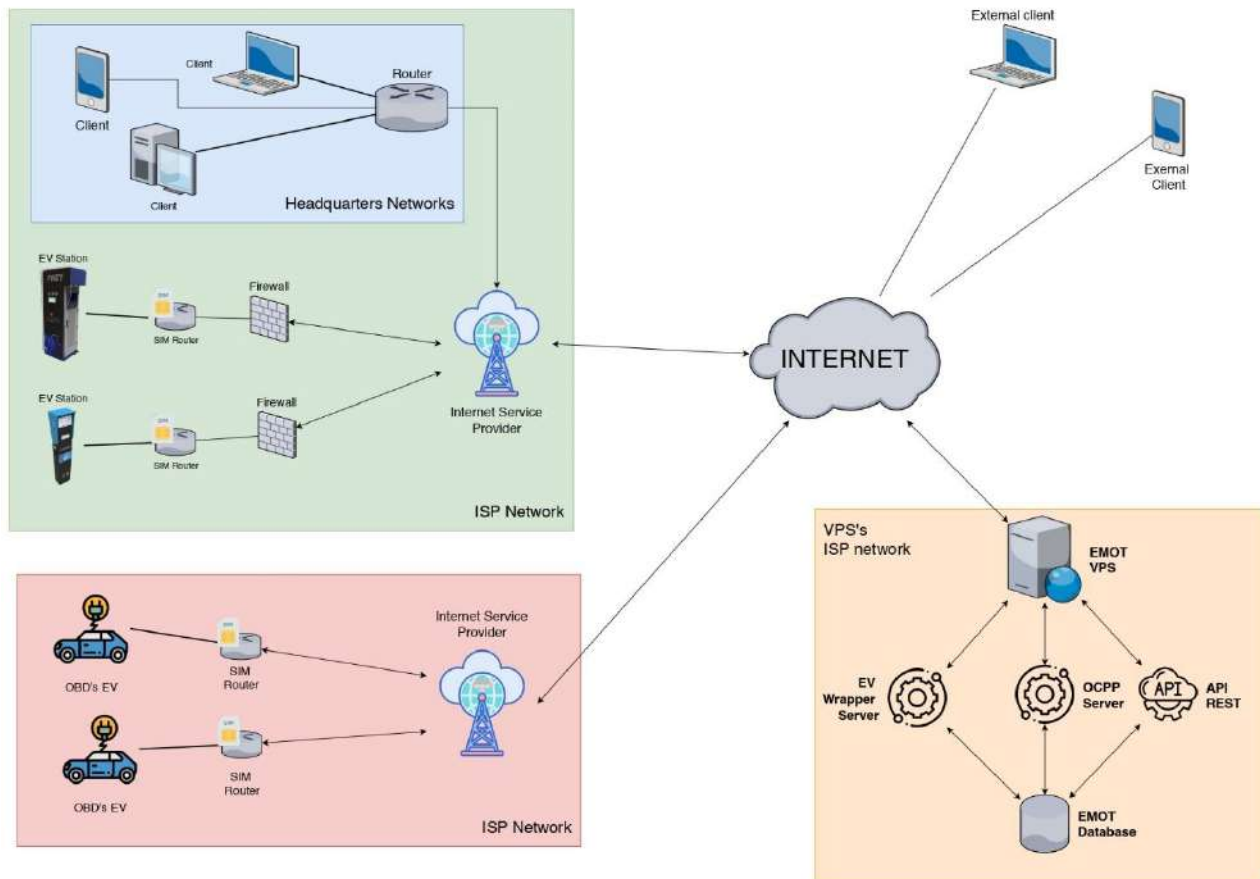 External client
Client
Router
Client
Client
Headquarters Networks
Exernal
Client
EV Station
Firewall
SIM Router
INTERNET
EV Station
Firewall
SIM Router
Internet Service
Provider
ISP Network
VPS's
ISP network
EMOT
VPS
Internet Service
Provider
OBD's EV
SIM
Router
EV
Wrapper
Server
OCPP
Server
API
API
REST
OBD's EV
SIM
Router
ISP Network
EMOT
Database